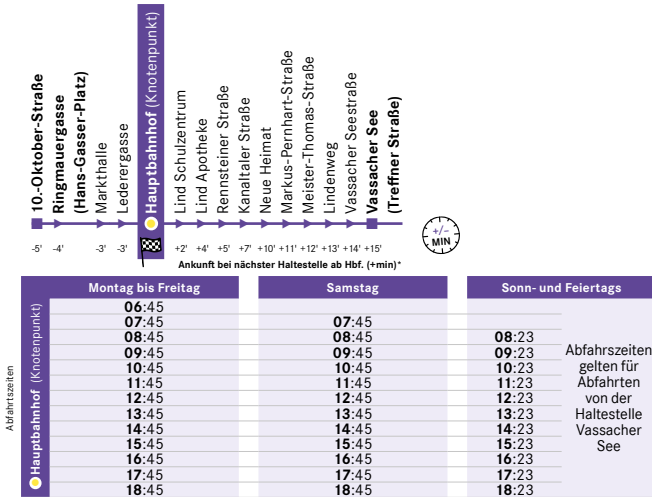 10.-Oktober-Straße
Ringmauergasse
(Hans-Gasser-Platz)
Markthalle
Lederergasse
Hauptbahnhof (Knotenpunkt)
Lind Schulzentrum
Lind Apotheke
Rennsteiner Straße
Kanaltaler Straße
Neue Heimat
Markus-Pernhart-Straße
Meister-Thomas-Straße
Lindenweg
Vassacher Seestraße
Vassacher See
(Treffner Straße)
-5' -4' -3' -3' +2' +4' +5' +7' +10' +11' +12' +13' +14' +15'
+/-
MIN
Ankunft bei nächster Haltestelle ab Hbf. (+min)*
Abfahrtszeiten
Hauptbahnhof (Knotenpunkt)
Montag bis Freitag Samstag Sonn- und Feiertags
06:45
07:45 07:45
08:45 08:45 08:23
09:45 09:45 09:23
10:45 10:45 10:23
11:45 11:45 11:23
12:45 12:45 12:23
13:45 13:45 13:23
14:45 14:45 14:23
15:45 15:45 15:23
16:45 16:45 16:23
17:45 17:45 17:23
18:45 18:45 18:23
Abfahrszeiten
gelten für
Abfahrten
von der
Haltestelle
Vassacher
See